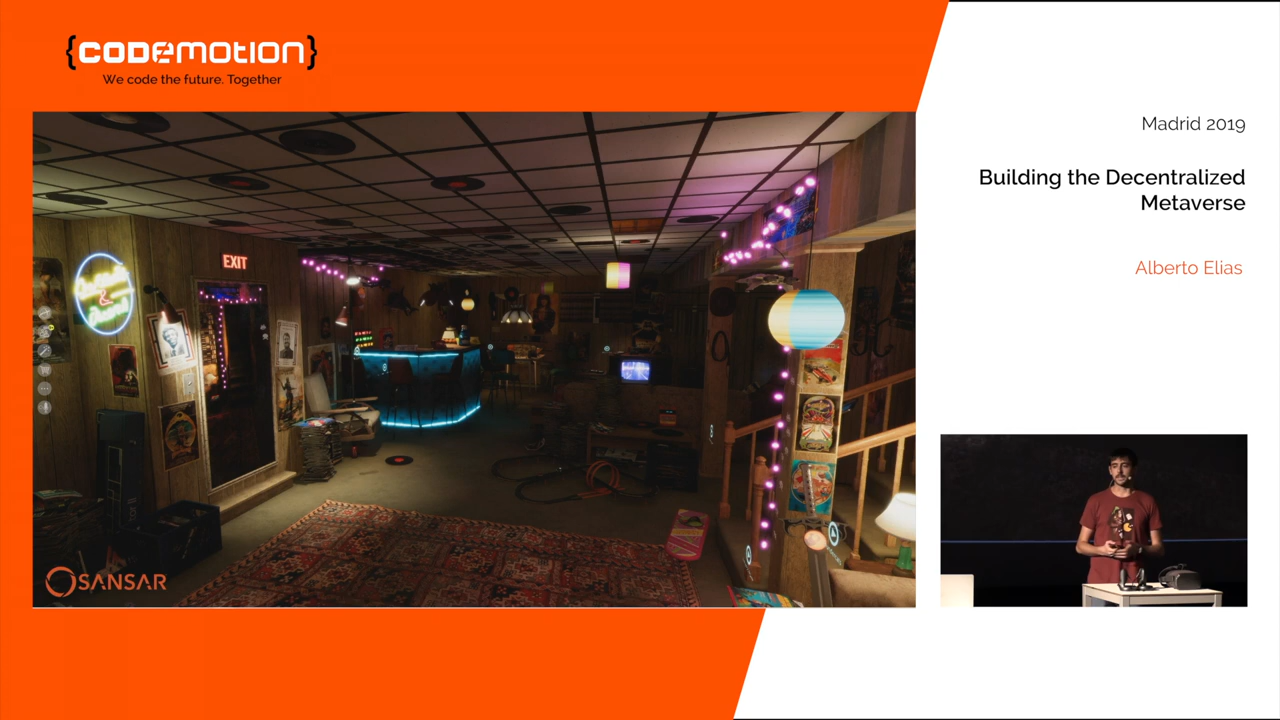 {CODEMOTION}
We code the future. Together
Madrid 2019
Building the Decentralized
Metaverse
Alberto Elias
EXIT
SANSAR